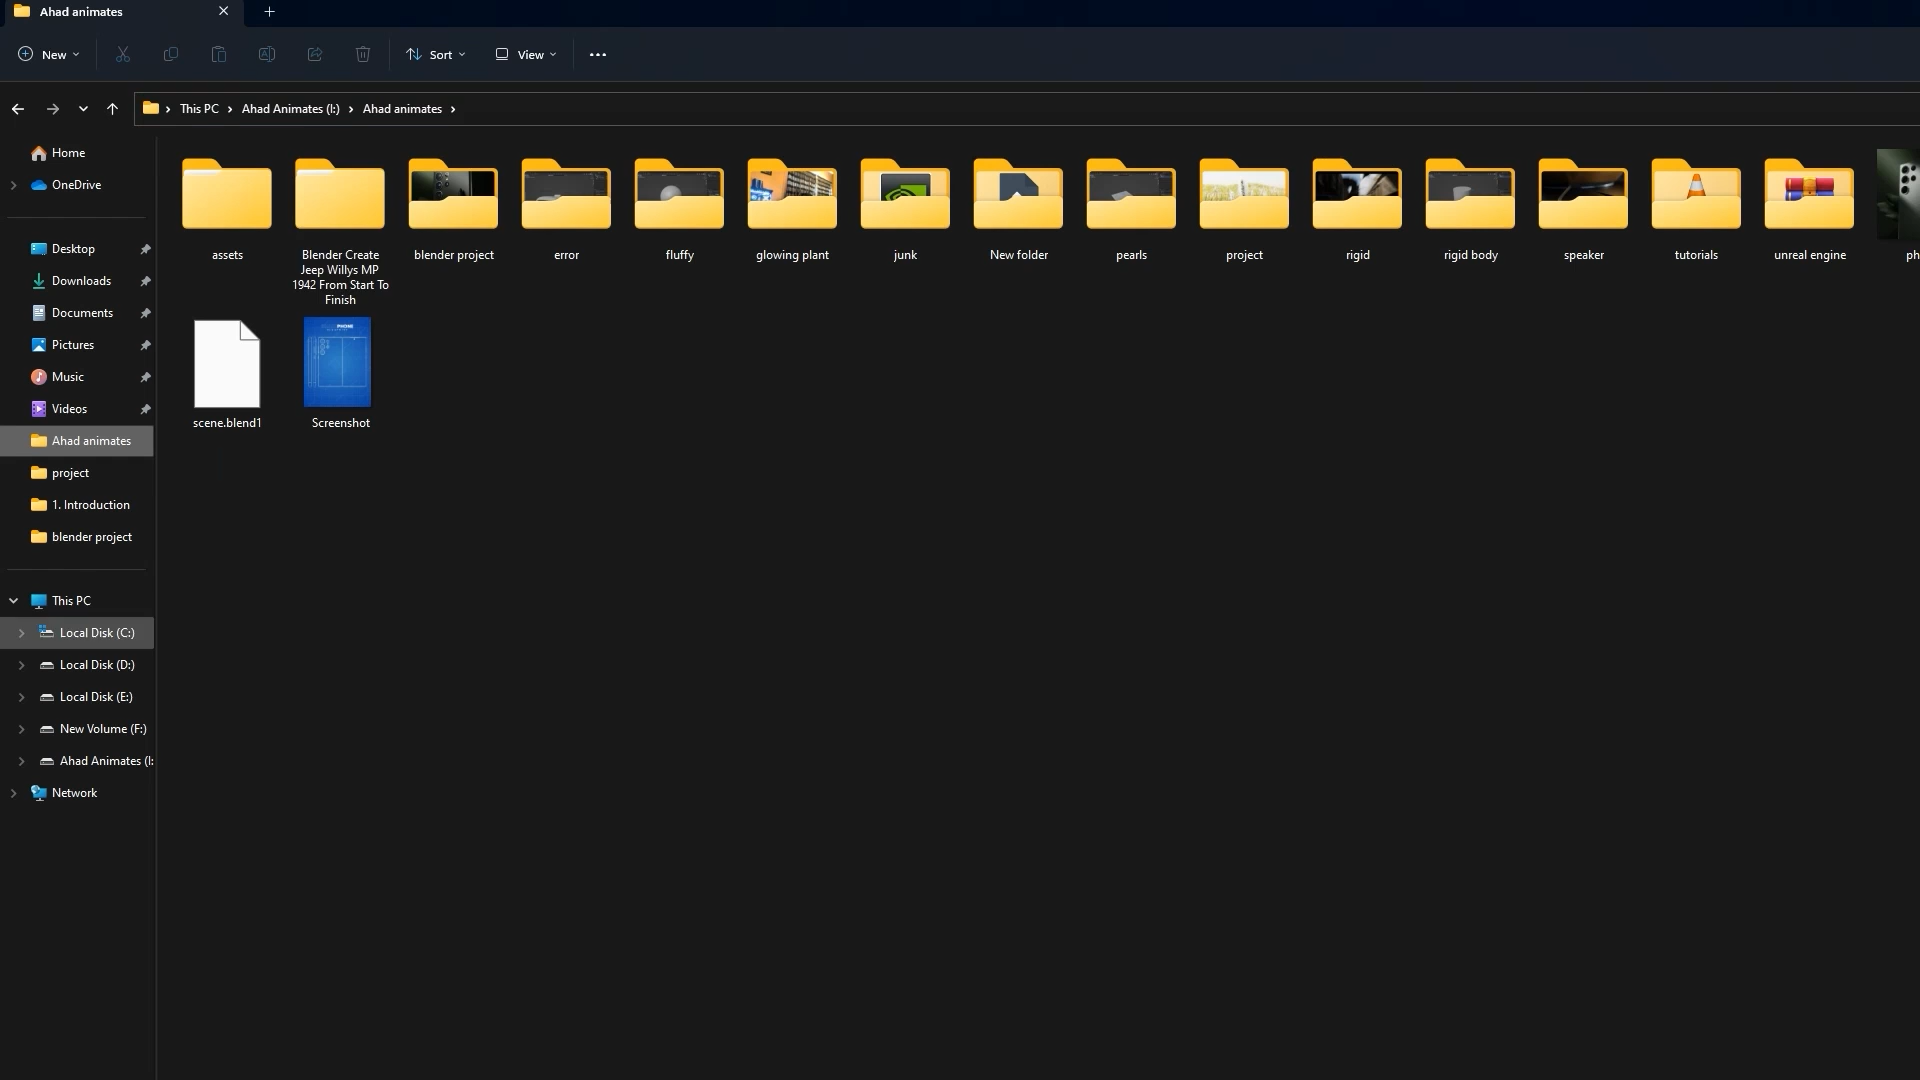 Ahad animates
New
Sort
View
This PC
Ahad Animates (I:)
Ahad animates
Home
OneDrive
Desktop
Downloads
Documents
Pictures
Music
Videos
Ahad animates
project
1. Introduction
blender project
This PC
Local Disk (C:)
Local Disk (D:)
Local Disk (E:)
New Volume (F:)
Ahad Animates (I:
Network
assets
Blender Create
Jeep Willys MP
1942 From Start To
Finish
blender project
error
fluffy
glowing plant
junk
New folder
pearls
project
rigid
rigid body
speaker
tutorials
unreal engine
ph
scene.blend1
PHONE
Screenshot